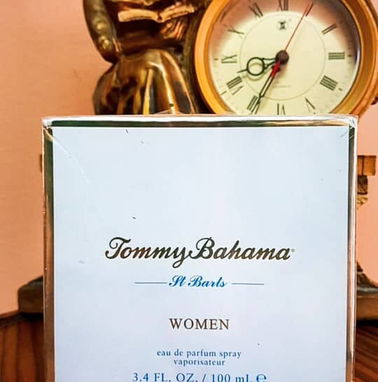 Tommy Bahama®
St Barts
WOMEN
eau de parfum spray
vaporisateur
3.4 FL. OZ. / 100 mL ℮